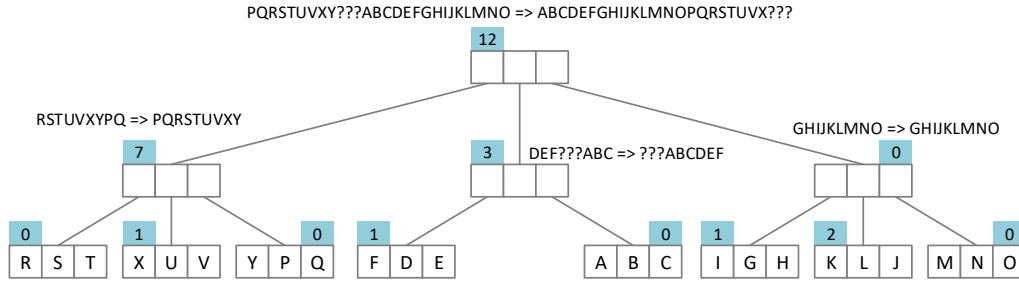 PQRSTUVXY???ABCDEFGHIJKLMNO => ABCDEFGHIJKLMNOPQRSTUVX???
12
RSTUVXYPQ => PQRSTUVXY
GHIJKLMNO => GHIJKLMNO
7
3
DEF???ABC => ???ABCDEF
0
0
1
0
1
0
1
2
0
R S T
X U V
Y P Q
F D E
A B C
I G H
K L J
M N O